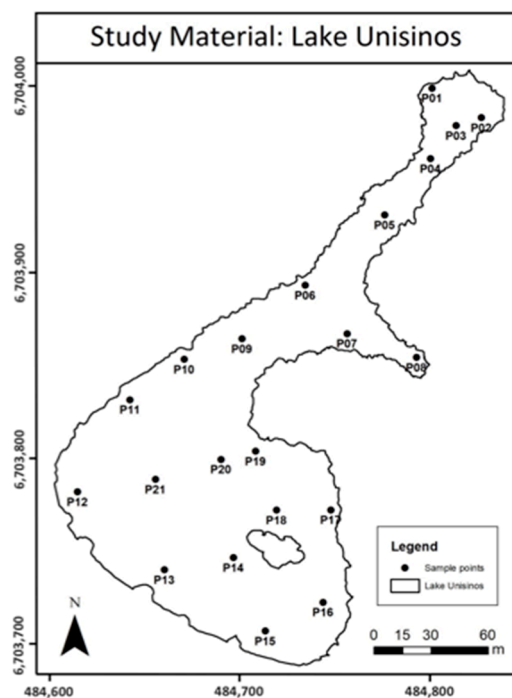 Study Material: Lake Unisinos
6,704,000
P01
P02
P03
P04
P05
6,703,900
P06
P07
P08
P09
P10
P11
6,703,800
P19
P20
P21
P12
P18
P17
P14
P13
P16
P15
Legend
Sample points
Lake Unisinos
N
0 15 30 60
m
6,703,700
484,600 484,700 484,800